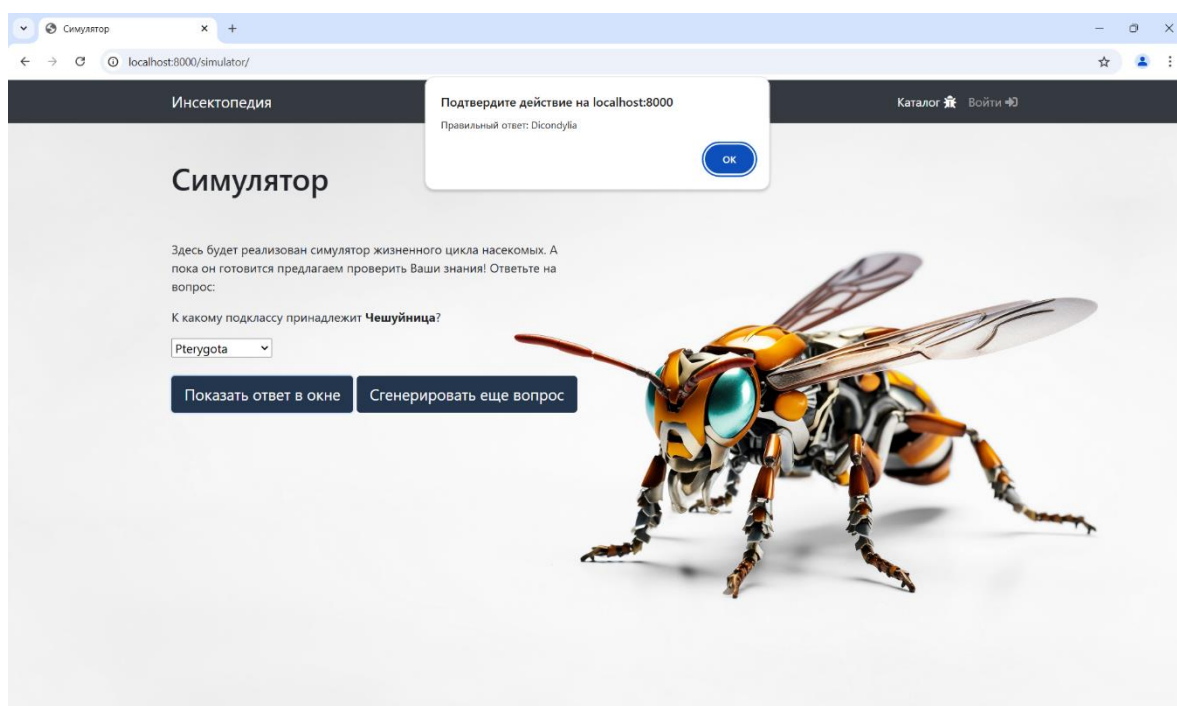 Симулятор
localhost:8000/simulator/
Инсектопедия
Каталог
Войти
Подтвердите действие на localhost:8000
Правильный ответ: Dicondylia
ОК
Симулятор
Здесь будет реализован симулятор жизненного цикла насекомых. А
пока он готовится предлагаем проверить Ваши знания! Ответьте на
вопрос:
К какому подклассу принадлежит Чешуйница?
Pterygota
Показать ответ в окне
Сгенерировать еще вопрос